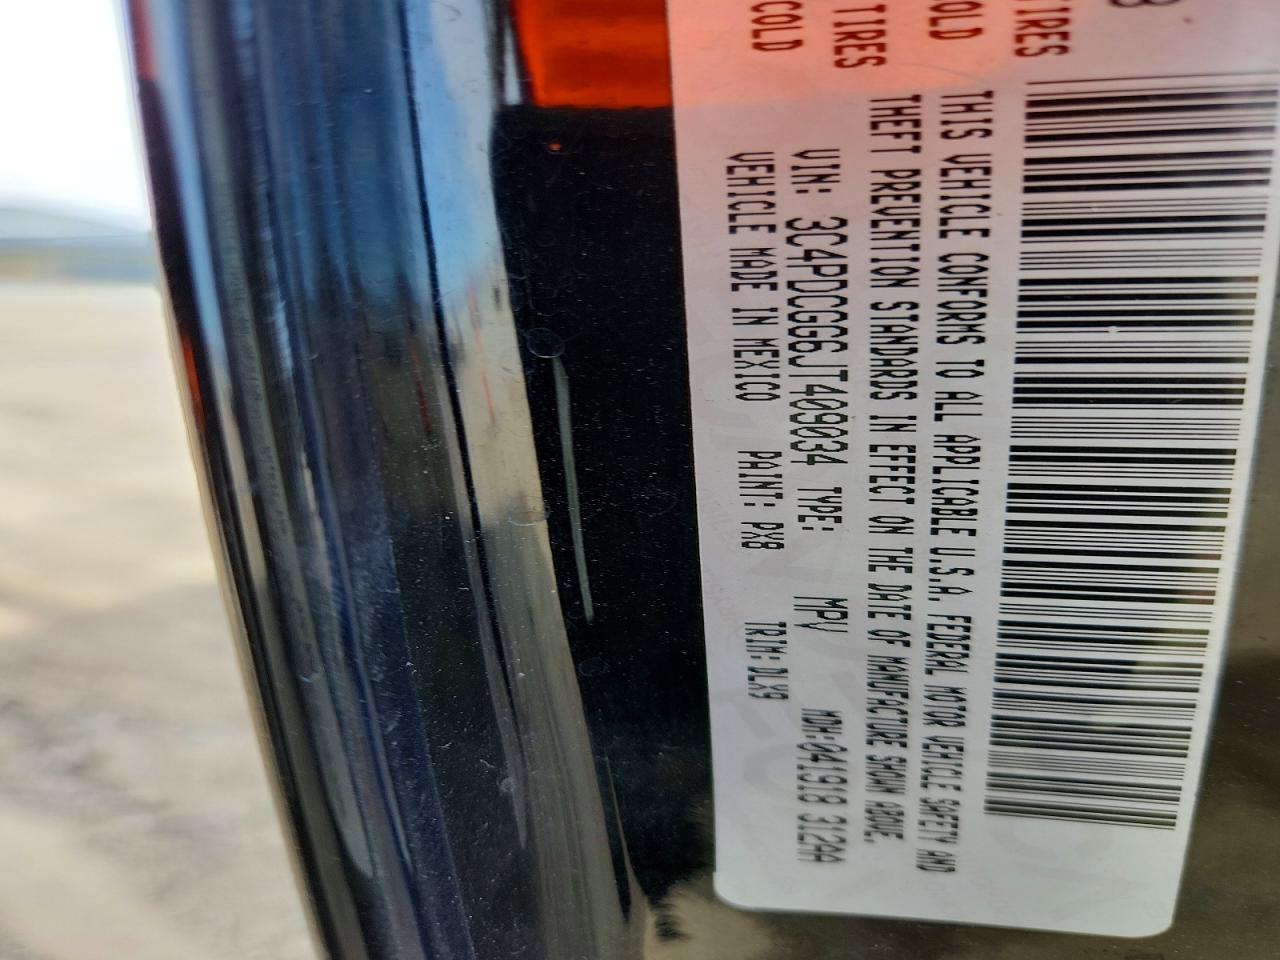 TIRES
COLD
TIRES
COLD
THIS VEHICLE CONFORMS TO ALL APPLICABLE U.S.A. FEDERAL MOTOR VEHICLE SAFETY AND
THEFT PREVENTION STANDARDS IN EFFECT ON THE DATE OF MANUFACTURE SHOWN ABOVE.
VIN: 3C4PDCGG6JT409034 TYPE: MPV MDH:041918 312AA
VEHICLE MADE IN MEXICO PAINT: PX8 TRIM:DLX9